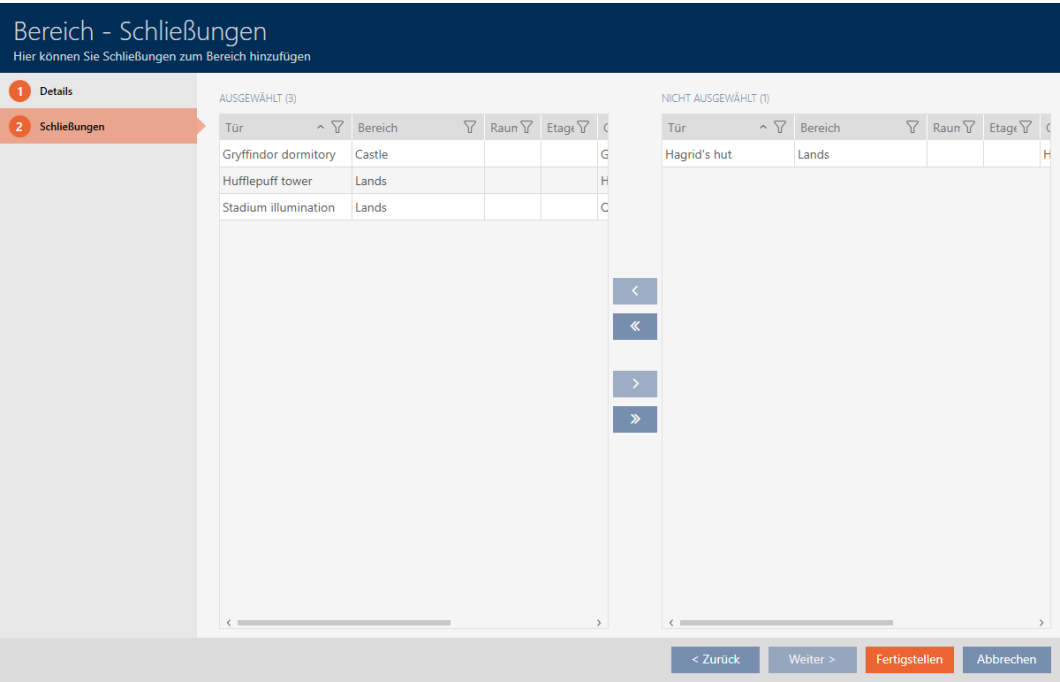 Bereich - Schließungen
Hier können Sie Schließungen zum Bereich hinzufügen
1 Details
2 Schließungen
AUSGEWÄHLT (3)
Tür Bereich Raum Etage
Gryffindor dormitory Castle G
Hufflepuff tower Lands H
Stadium illumination Lands
NICHT AUSGEWÄHLT (1)
Tür Bereich Raum Etage
Hagrid's hut Lands H
< Zurück Weiter > Fertigstellen Abbrechen